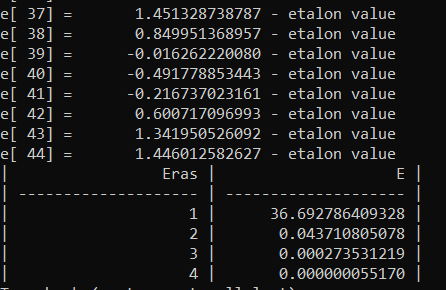 e[ 37] = 1.451328738787 - etalon value
e[ 38] = 0.849951368957 - etalon value
e[ 39] = -0.016262220080 - etalon value
e[ 40] = -0.491778853443 - etalon value
e[ 41] = -0.216737023161 - etalon value
e[ 42] = 0.600717096993 - etalon value
e[ 43] = 1.341950526092 - etalon value
e[ 44] = 1.446012582627 - etalon value
| Eras | E |
| -------------------- | -------------------- |
| 1 | 36.692786409328 |
| 2 | 0.043710805078 |
| 3 | 0.000273531219 |
| 4 | 0.000000055170 |